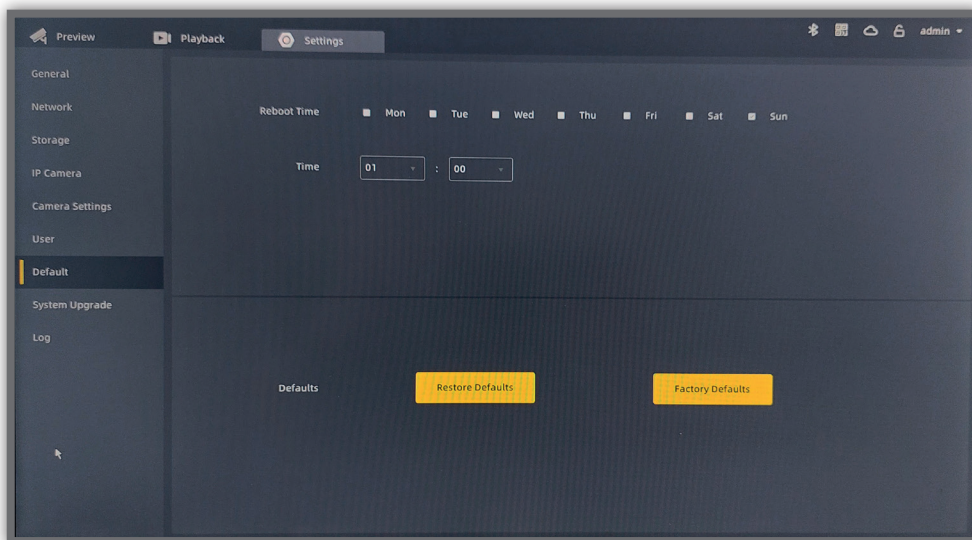 Preview Playback Settings admin
General
Network
Storage
IP Camera
Camera Settings
User
Default
System Upgrade
Log
Reboot Time Mon Tue Wed Thu Fri Sat Sun
Time 01 : 00
Defaults Restore Defaults Factory Defaults